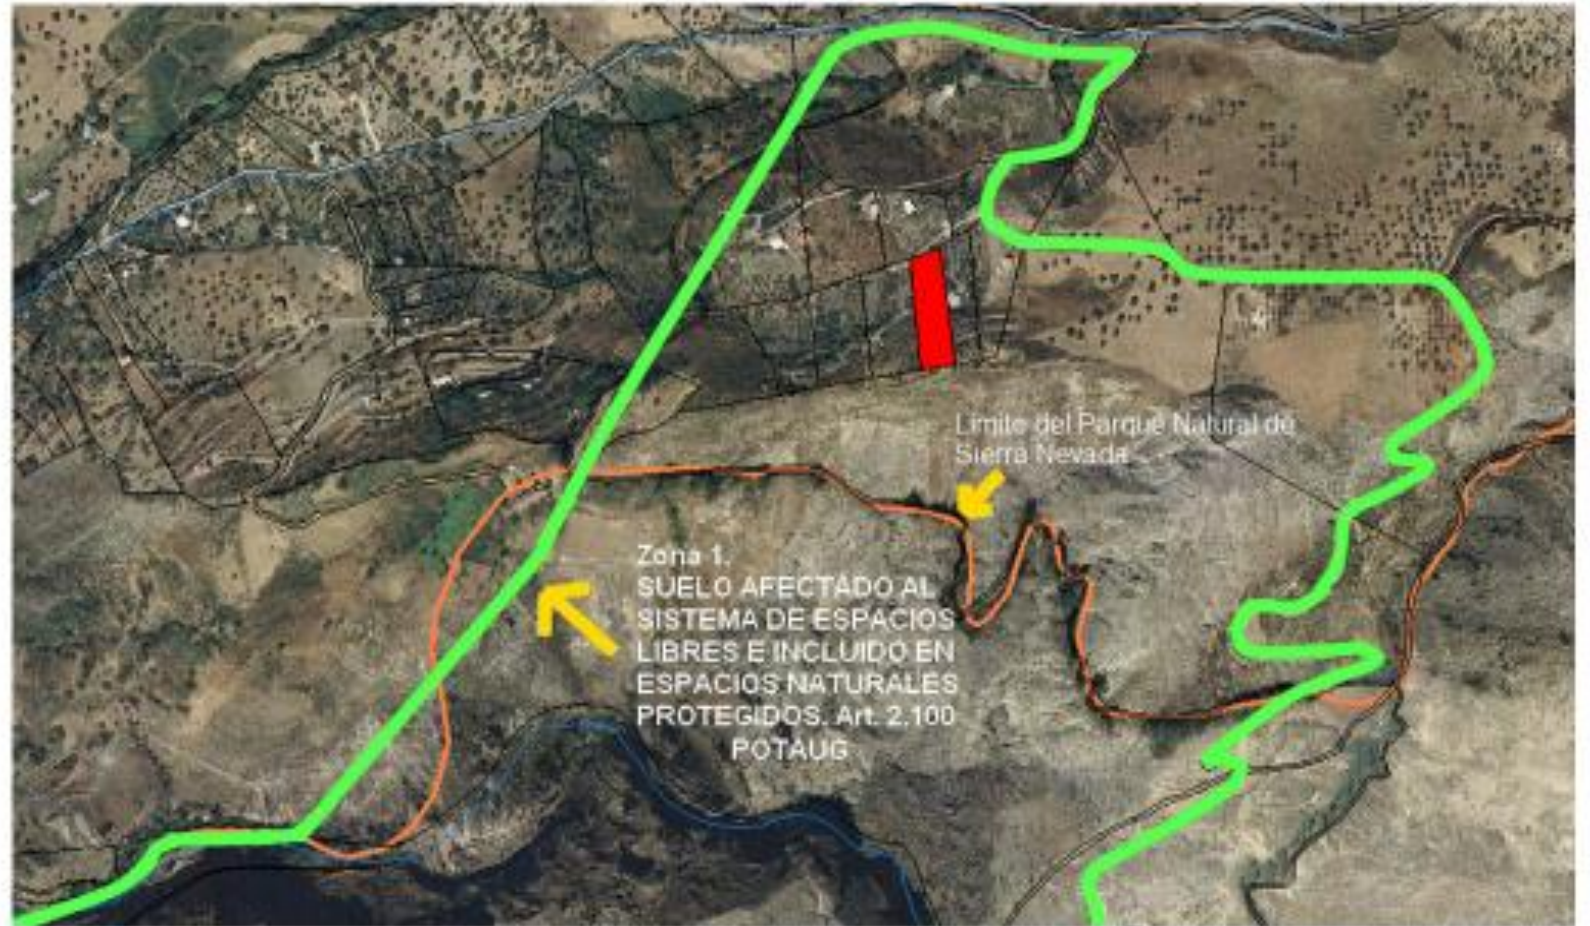 Límite del Parque Natural de
Sierra Nevada
Zona 1.
SUELO AFECTADO AL
SISTEMA DE ESPACIOS
LIBRES E INCLUIDO EN
ESPACIOS NATURALES
PROTEGIDOS. Art. 2.100
POTAUG